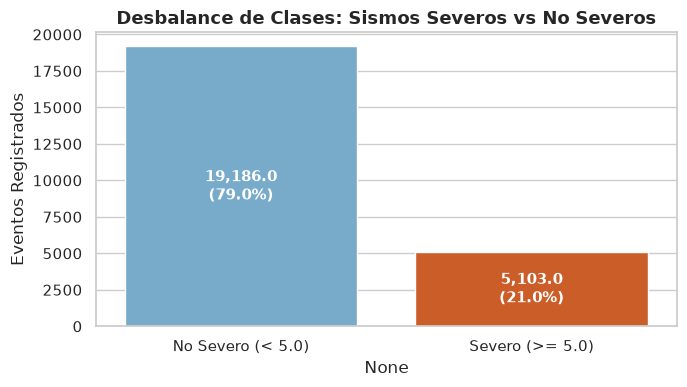 Desbalance de Clases: Sismos Severos vs No Severos
Eventos Registrados
20000
17500
15000
12500
10000
7500
5000
2500
0
19,186.0
(79.0%)
5,103.0
(21.0%)
No Severo (< 5.0)
Severo (>= 5.0)
None